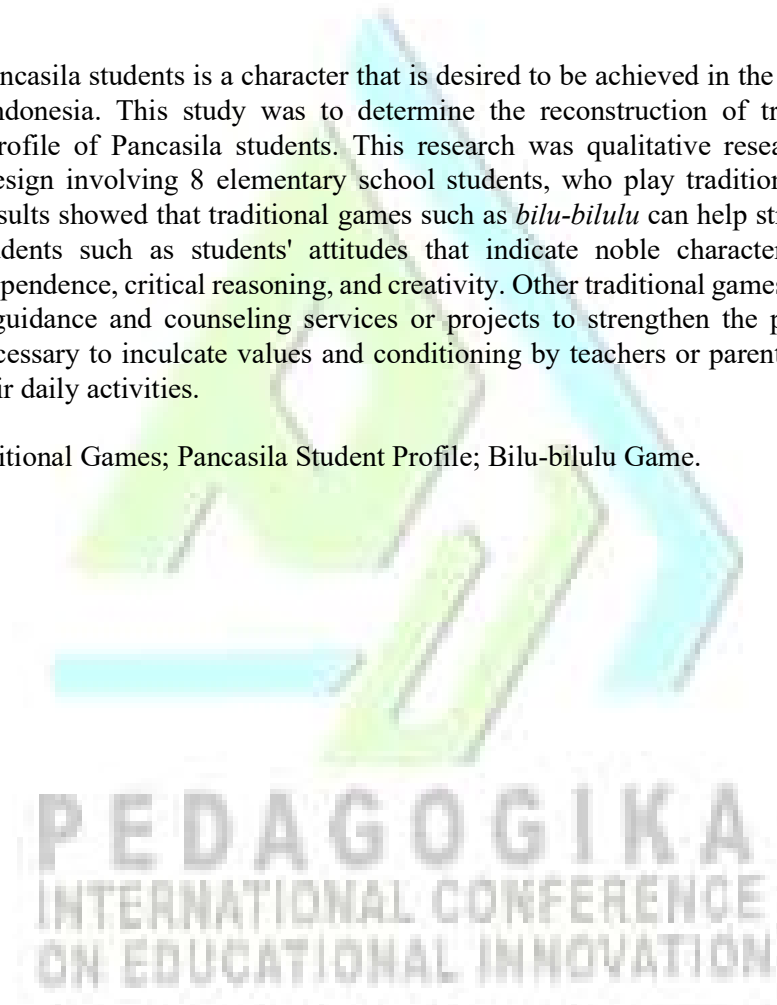 ncasila students is a character that is desired to be achieved in the
ndonesia. This study was to determine the reconstruction of tr
rofile of Pancasila students. This research was qualitative resea
esign involving 8 elementary school students, who play tradition
sults showed that traditional games such as bilu-bilulu can help sti
dents such as students' attitudes that indicate noble character
pendence, critical reasoning, and creativity. Other traditional games
guidance and counseling services or projects to strengthen the p
cessary to inculcate values and conditioning by teachers or parent
ir daily activities.
itional Games; Pancasila Student Profile; Bilu-bilulu Game.
PEDAGOGIKA
INTERNATIONAL CONFERENCE
ON EDUCATIONAL INNOVATION